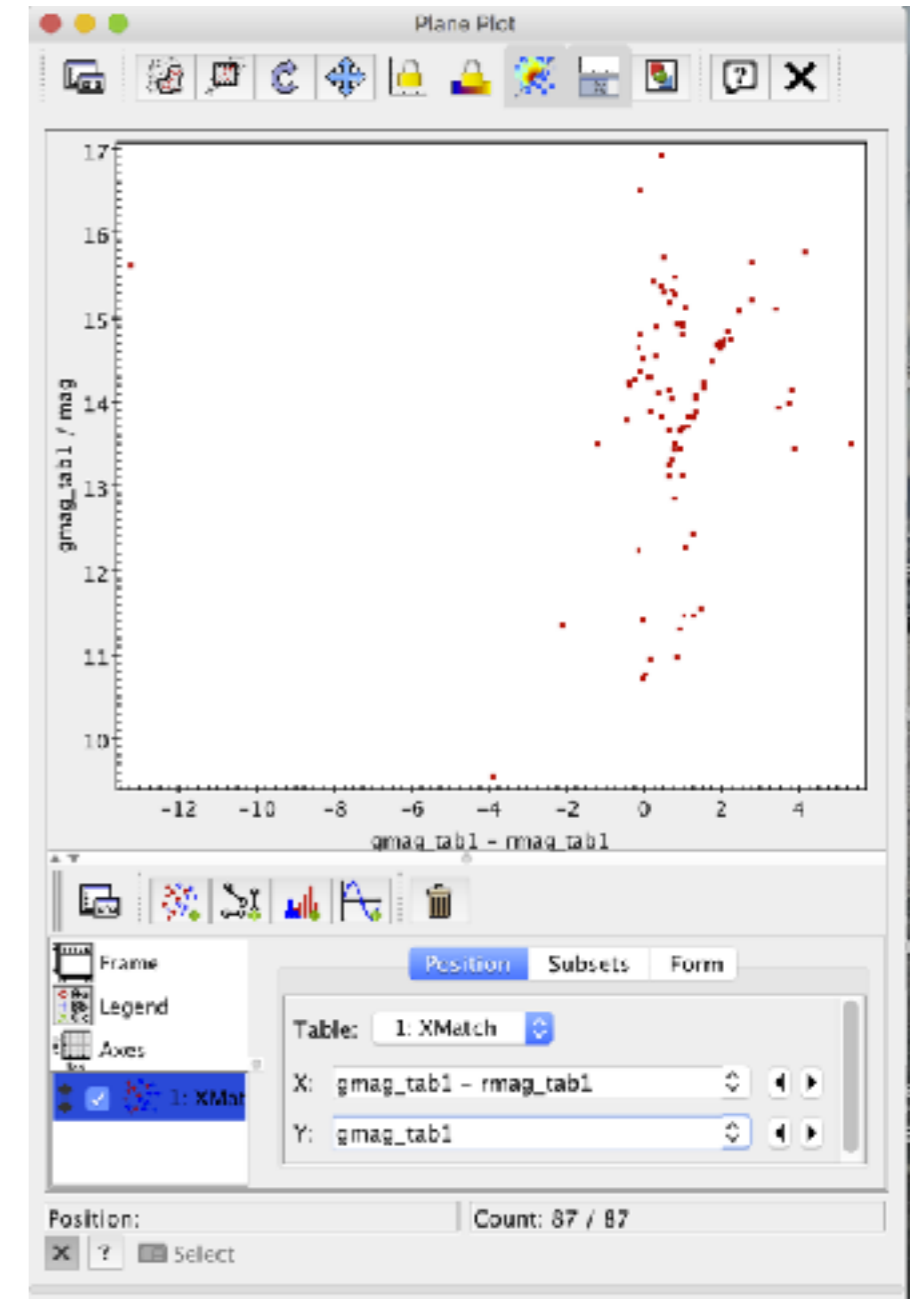 Plane Plot
17
16
15
14
13
12
11
10
gmag_tab1 / mag
-12 -10 -8 -6 -4 -2 0 2 4
gmag_tab1 - rmag_tab1
Position Subsets Form
Frame
Legend
Axes
1: XMat
Table: 1: XMatch
X: gmag_tab1 - rmag_tab1
Y: gmag_tab1
Position: Count: 87 / 87
Select